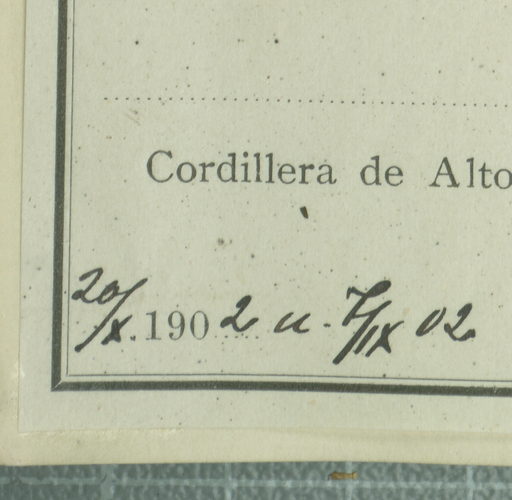 Cordillera de Alto
20/X. 1902 u. 7/IX 02